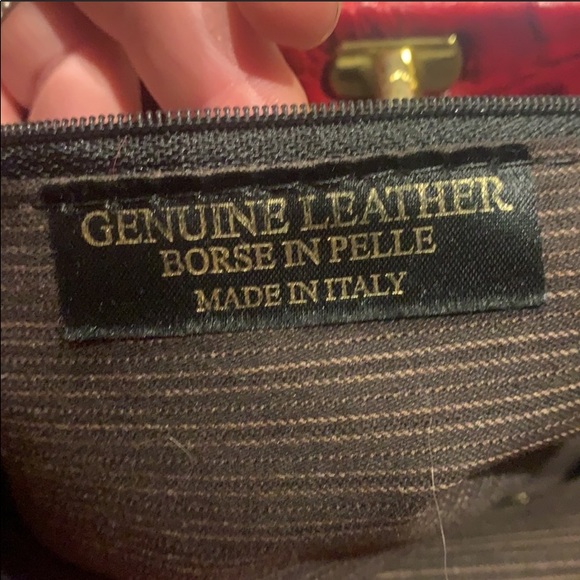 GENUINE LEATHER
BORSE IN PELLE
MADE IN ITALY